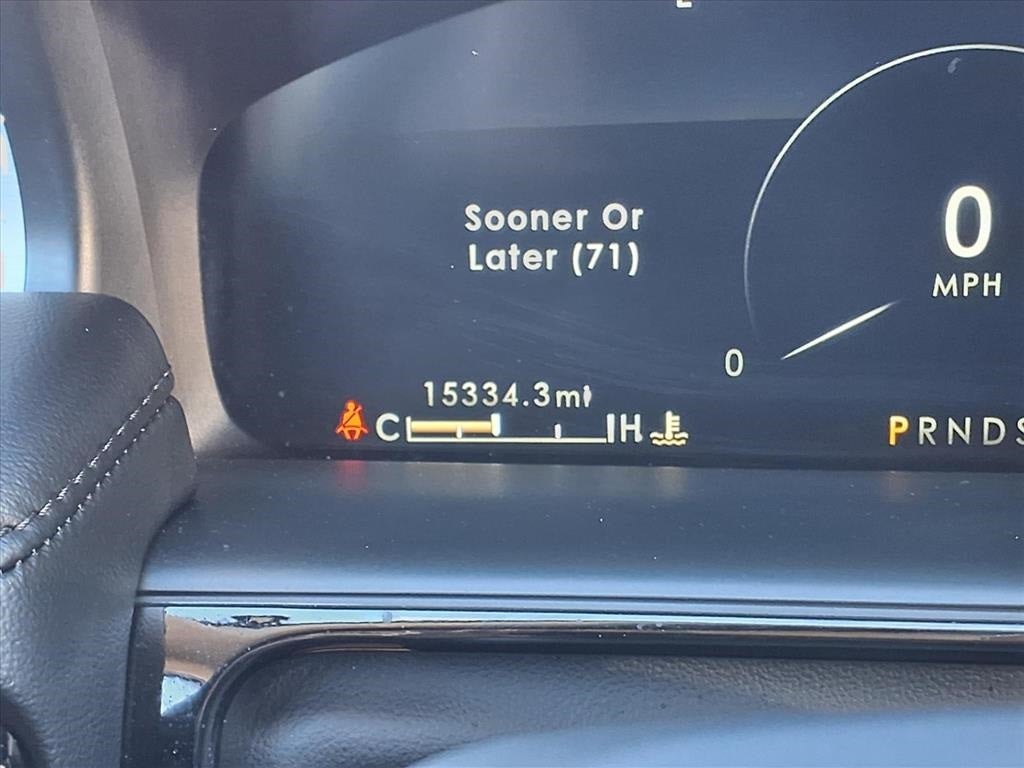 Sooner Or
Later (71)
0
MPH
0
15334.3mi
C H
PRNDS